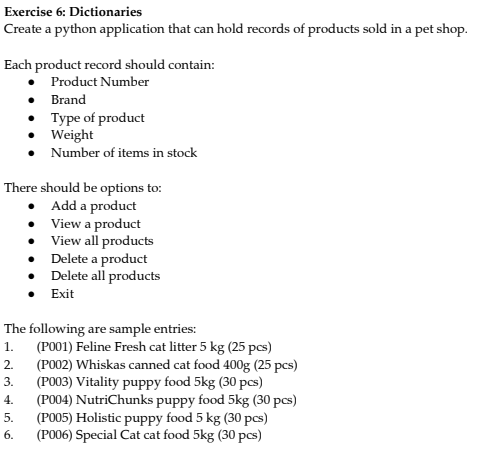 Exercise 6: Dictionaries
Create a python application that can hold records of products sold in a pet shop.
Each product record should contain:
● Product Number
● Brand
● Type of product
● Weight
● Number of items in stock
There should be options to:
● Add a product
● View a product
● View all products
● Delete a product
● Delete all products
● Exit
The following are sample entries:
1. (P001) Feline Fresh cat litter 5 kg (25 pcs)
2. (P002) Whiskas canned cat food 400g (25 pcs)
3. (P003) Vitality puppy food 5kg (30 pcs)
4. (P004) NutriChunks puppy food 5kg (30 pcs)
5. (P005) Holistic puppy food 5 kg (30 pcs)
6. (P006) Special Cat cat food 5kg (30 pcs)